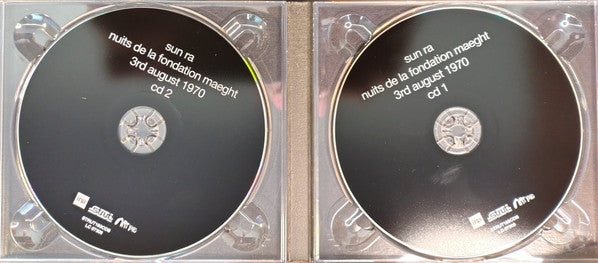 sun ra
nuits de la fondation maeght
3rd august 1970
cd 2
sun ra
nuits de la fondation maeght
3rd august 1970
cd 1